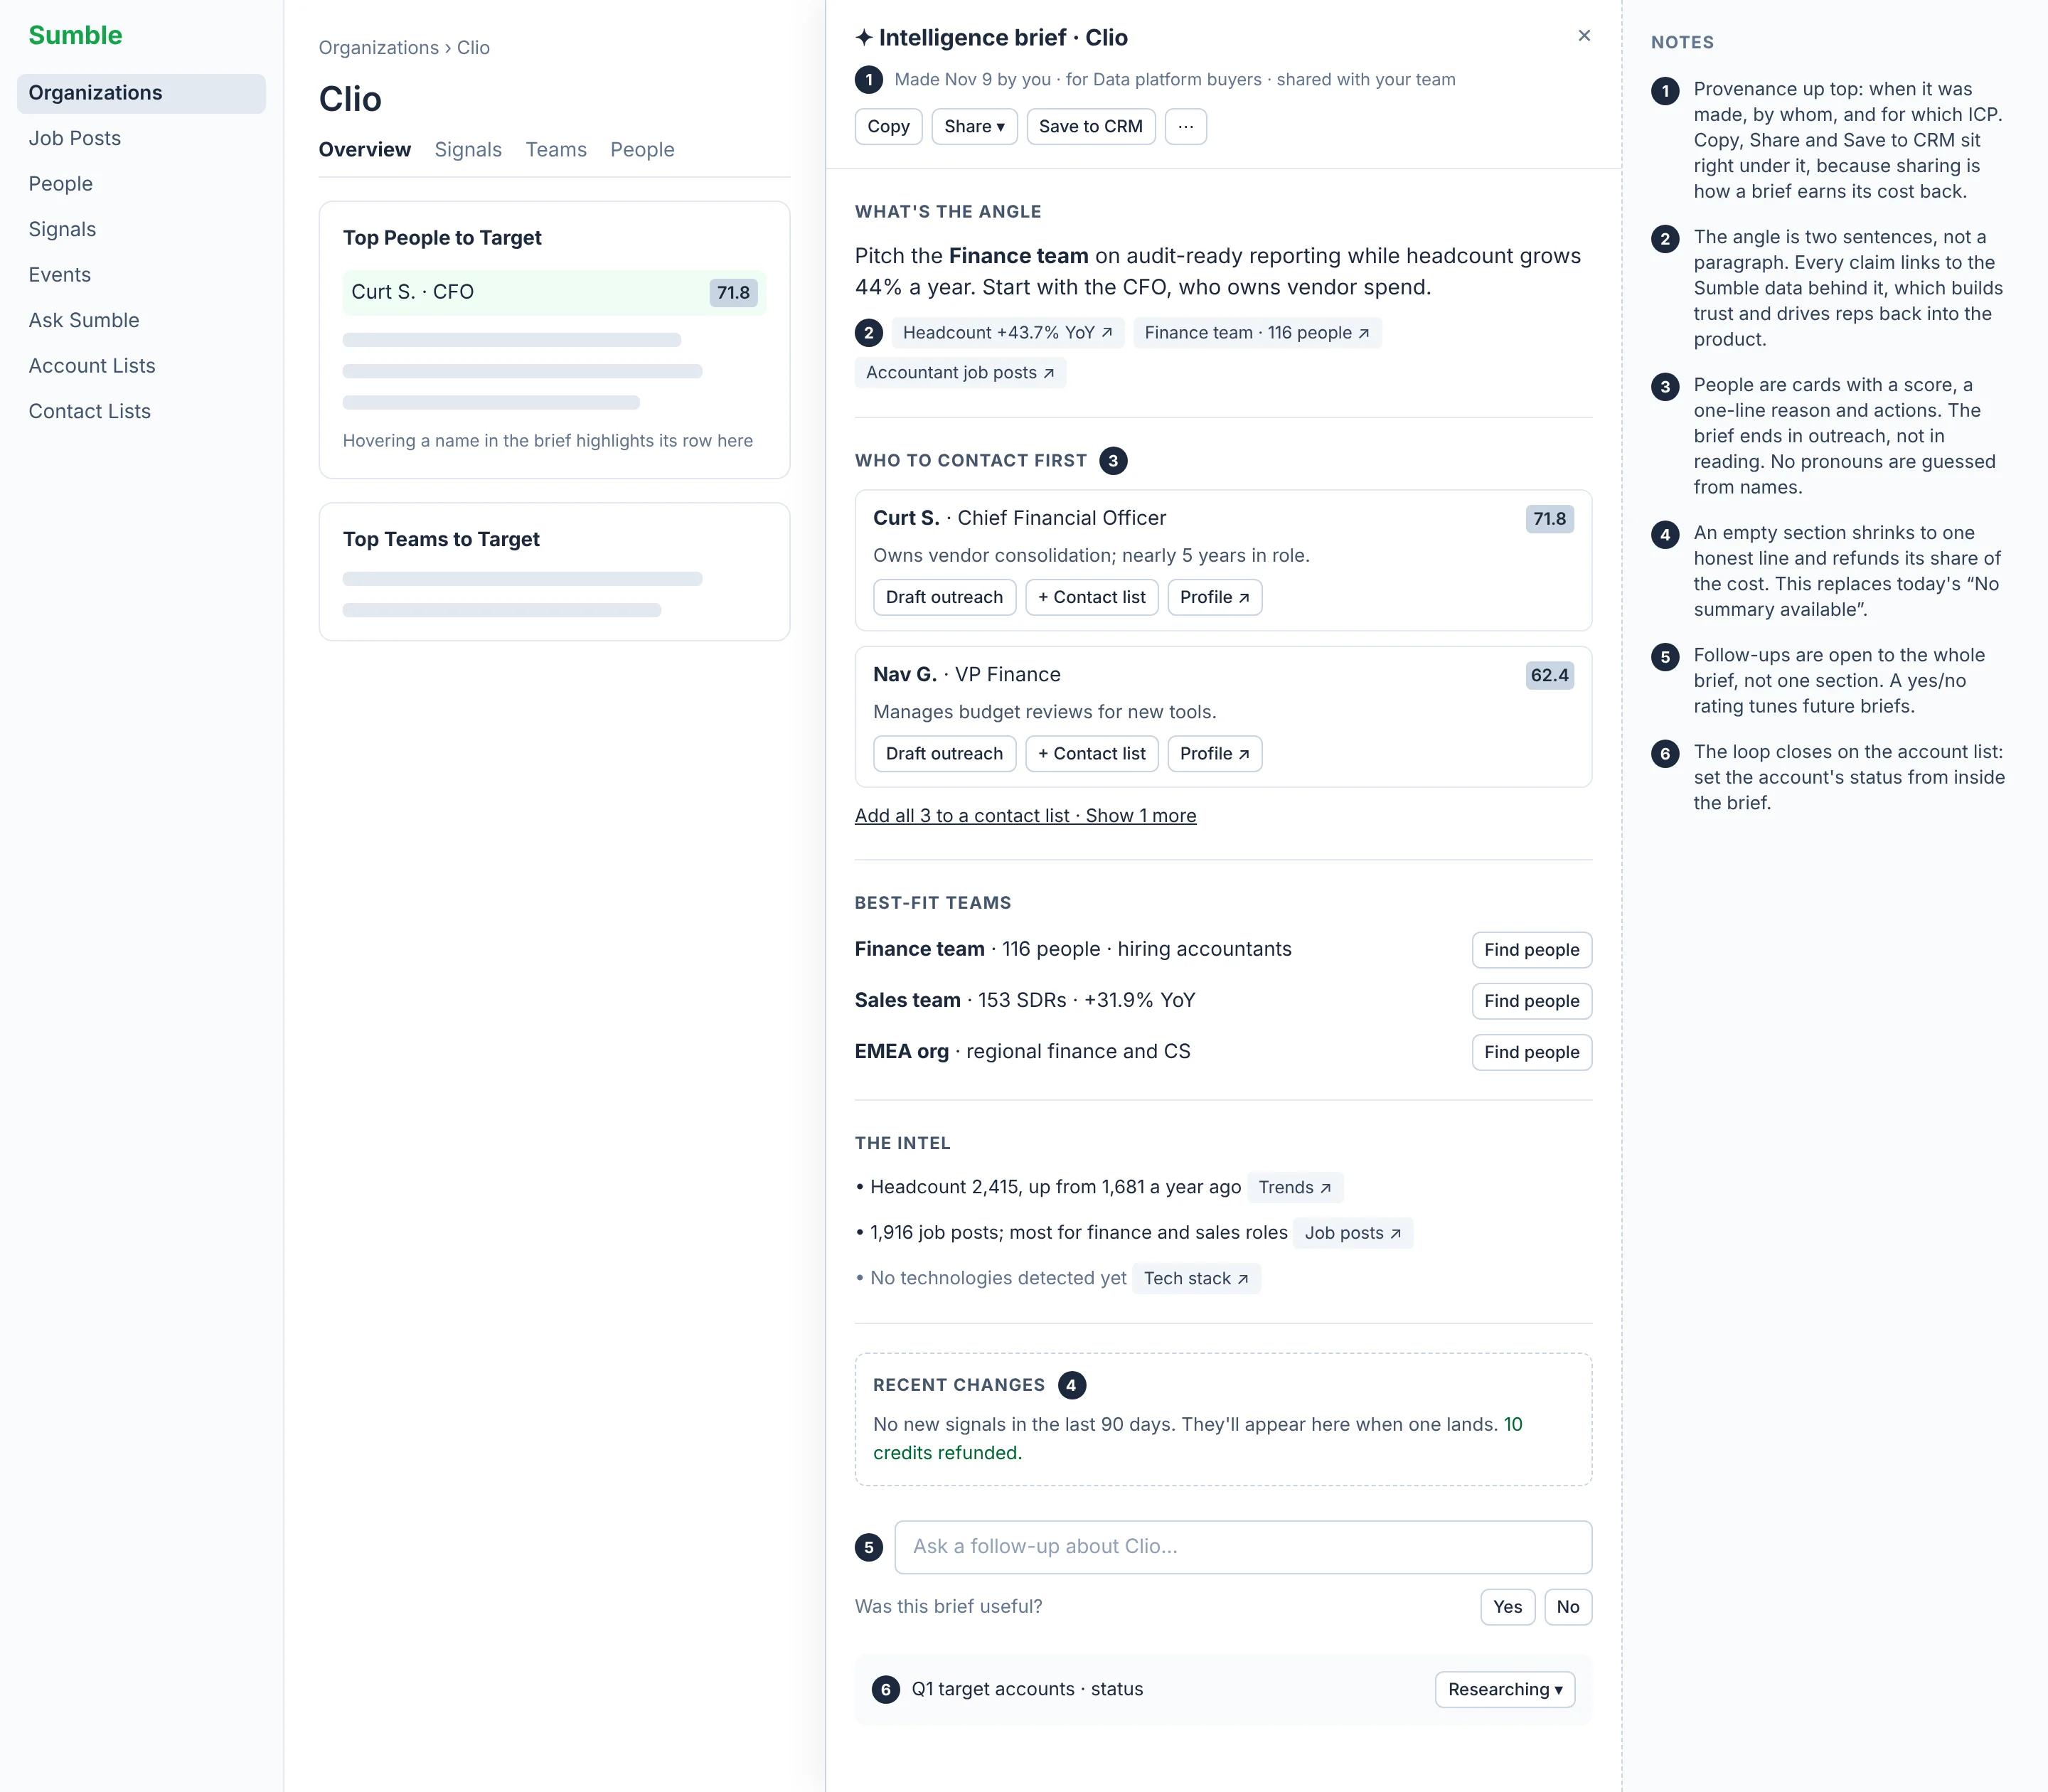 Sumble
Organizations
Job Posts
People
Signals
Events
Ask Sumble
Account Lists
Contact Lists
Organizations › Clio
Clio
Overview Signals Teams People
Top People to Target
Curt S. · CFO 71.8
Hovering a name in the brief highlights its row here
Top Teams to Target
✦ Intelligence brief · Clio ×
1 Made Nov 9 by you · for Data platform buyers · shared with your team
Copy Share ▾ Save to CRM ⋯
WHAT'S THE ANGLE
Pitch the Finance team on audit-ready reporting while headcount grows
44% a year. Start with the CFO, who owns vendor spend.
2 Headcount +43.7% YoY ↗ Finance team · 116 people ↗
Accountant job posts ↗
WHO TO CONTACT FIRST 3
Curt S. · Chief Financial Officer 71.8
Owns vendor consolidation; nearly 5 years in role.
Draft outreach + Contact list Profile ↗
Nav G. · VP Finance 62.4
Manages budget reviews for new tools.
Draft outreach + Contact list Profile ↗
Add all 3 to a contact list · Show 1 more
BEST-FIT TEAMS
Finance team · 116 people · hiring accountants Find people
Sales team · 153 SDRs · +31.9% YoY Find people
EMEA org · regional finance and CS Find people
THE INTEL
• Headcount 2,415, up from 1,681 a year ago Trends ↗
• 1,916 job posts; most for finance and sales roles Job posts ↗
• No technologies detected yet Tech stack ↗
RECENT CHANGES 4
No new signals in the last 90 days. They'll appear here when one lands. 10
credits refunded.
5 Ask a follow-up about Clio...
Was this brief useful? Yes No
6 Q1 target accounts · status Researching ▾
NOTES
1 Provenance up top: when it was
made, by whom, and for which ICP.
Copy, Share and Save to CRM sit
right under it, because sharing is
how a brief earns its cost back.
2 The angle is two sentences, not a
paragraph. Every claim links to the
Sumble data behind it, which builds
trust and drives reps back into the
product.
3 People are cards with a score, a
one-line reason and actions. The
brief ends in outreach, not in
reading. No pronouns are guessed
from names.
4 An empty section shrinks to one
honest line and refunds its share of
the cost. This replaces today's “No
summary available”.
5 Follow-ups are open to the whole
brief, not one section. A yes/no
rating tunes future briefs.
6 The loop closes on the account list:
set the account's status from inside
the brief.